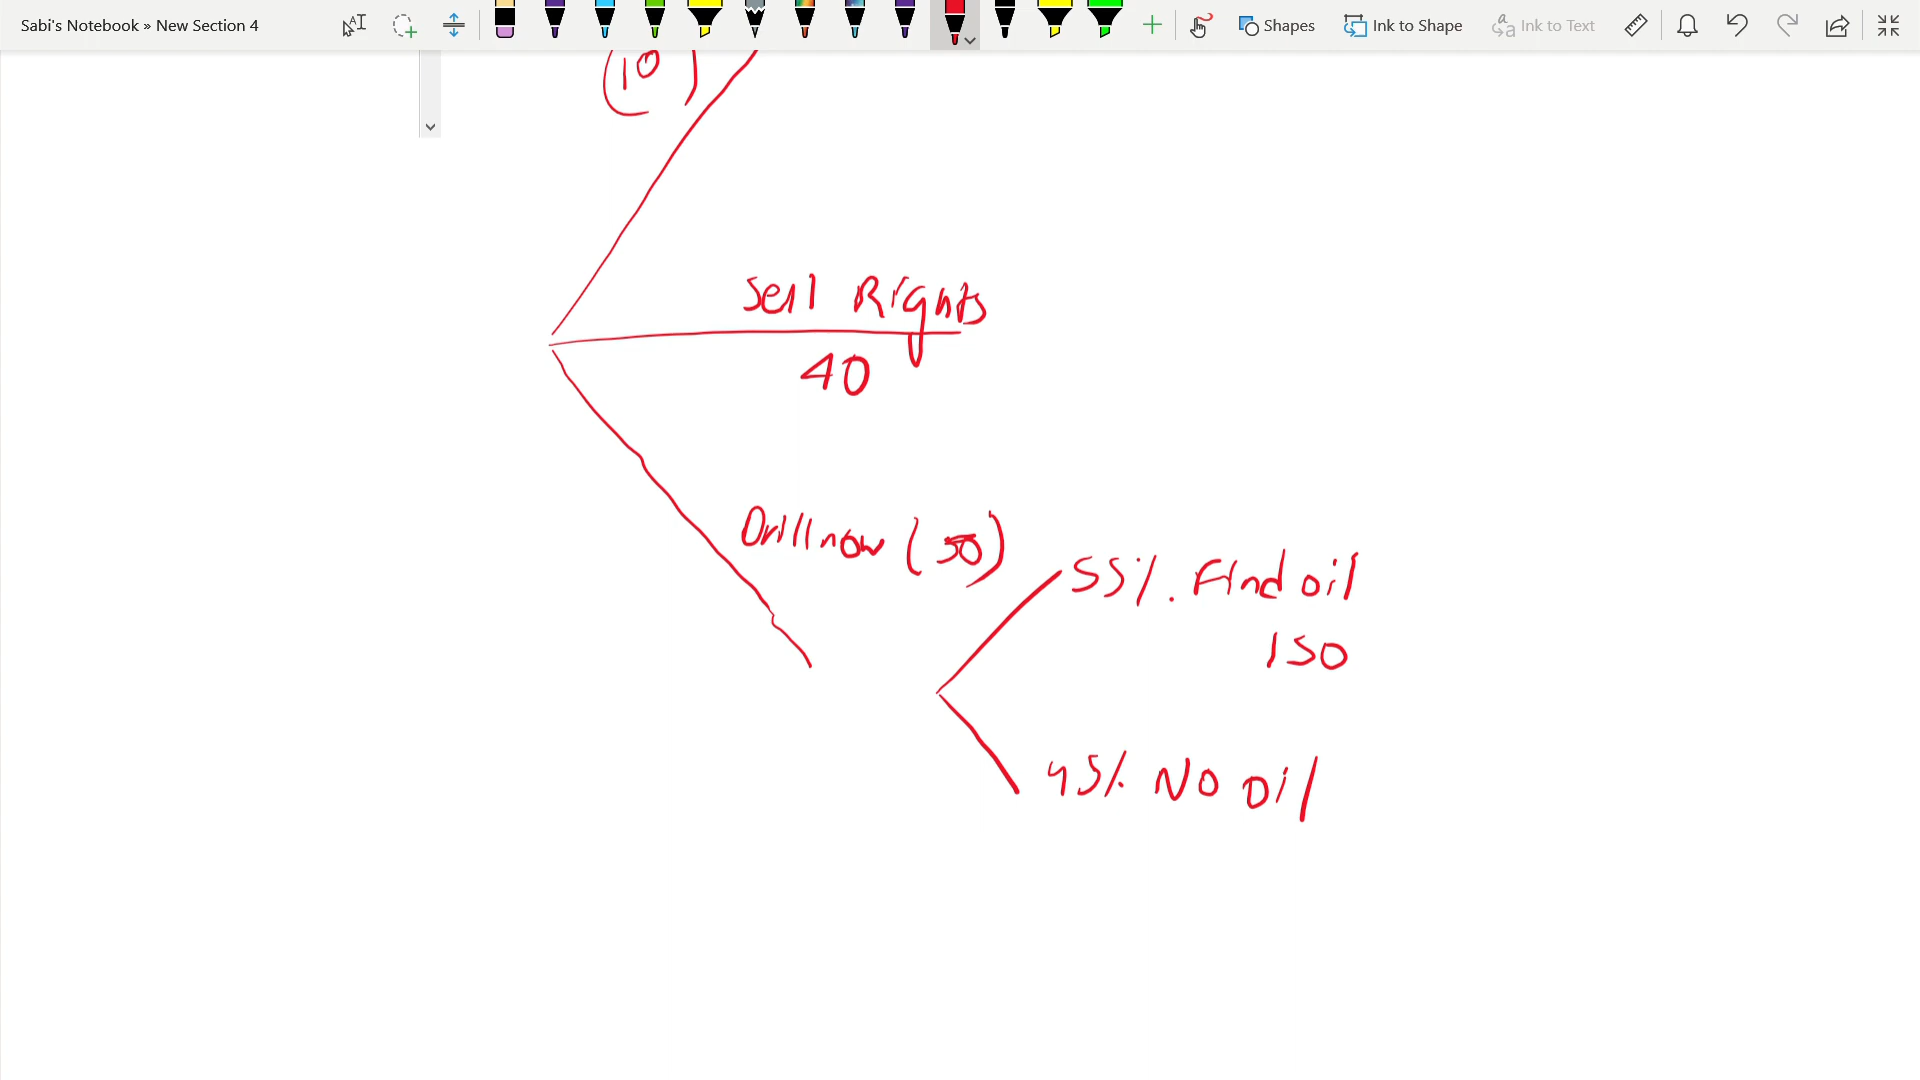 Sabi's Notebook » New Section 4
Shapes
Ink to Shape
Ink to Text
(10)
Sell Rights
40
Drill now (50)
55%. Find oil
150
45% No oil